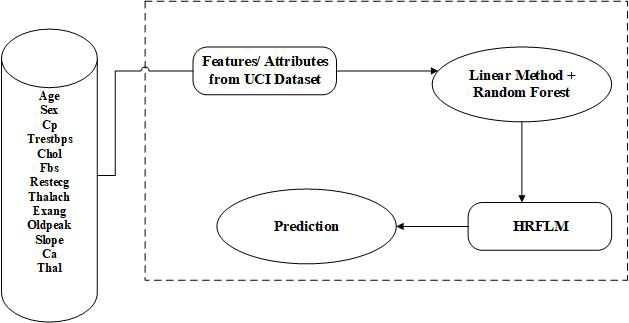 Age
Sex
Cp
Trestbps
Chol
Fbs
Restecg
Thalach
Exang
Oldpeak
Slope
Ca
Thal
Features/ Attributes
from UCI Dataset
Linear Method +
Random Forest
HRFLM
Prediction